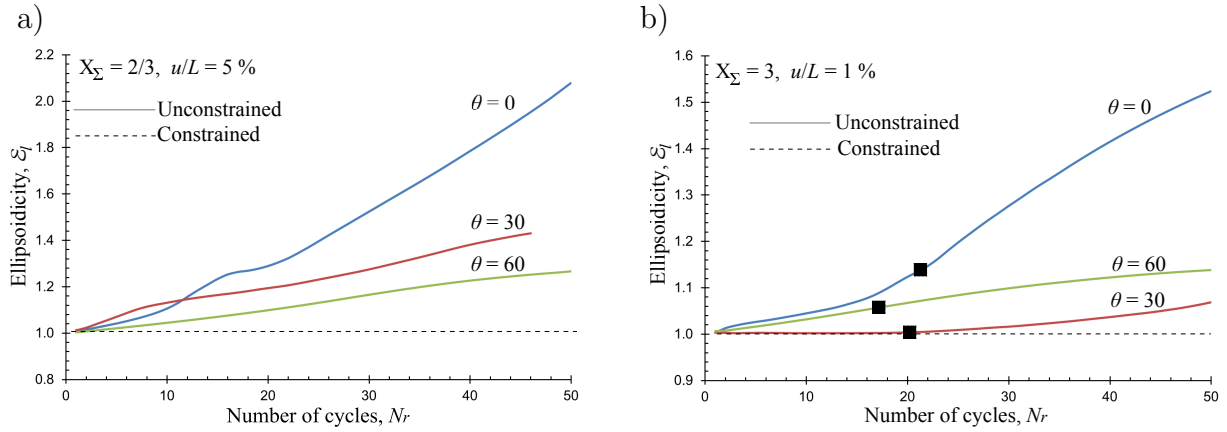 a)
X_Σ = 2/3, u/L = 5 %
Unconstrained
Constrained
θ = 0
θ = 30
θ = 60
Ellipsoidicity, ℰ_l
2.2
2.0
1.8
1.6
1.4
1.2
1.0
0.8
0 10 20 30 40 50
Number of cycles, Nr
b)
X_Σ = 3, u/L = 1 %
Unconstrained
Constrained
θ = 0
θ = 60
θ = 30
Ellipsoidicity, ℰ_l
1.6
1.5
1.4
1.3
1.2
1.1
1.0
0.9
0 10 20 30 40 50
Number of cycles, Nr